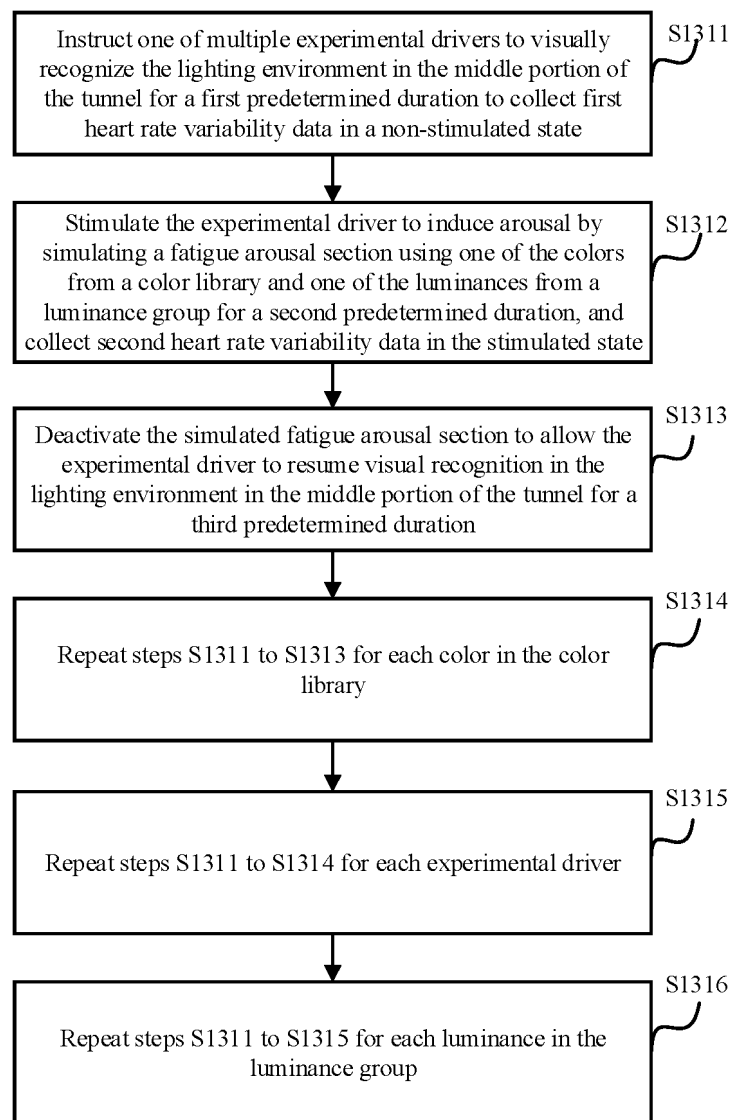 Instruct one of multiple experimental drivers to visually
recognize the lighting environment in the middle portion of
the tunnel for a first predetermined duration to collect first
heart rate variability data in a non-stimulated state
S1311
Stimulate the experimental driver to induce arousal by
simulating a fatigue arousal section using one of the colors
from a color library and one of the luminances from a
luminance group for a second predetermined duration, and
collect second heart rate variability data in the stimulated state
S1312
Deactivate the simulated fatigue arousal section to allow the
experimental driver to resume visual recognition in the
lighting environment in the middle portion of the tunnel for a
third predetermined duration
S1313
Repeat steps S1311 to S1313 for each color in the color
library
S1314
Repeat steps S1311 to S1314 for each experimental driver
S1315
Repeat steps S1311 to S1315 for each luminance in the
luminance group
S1316